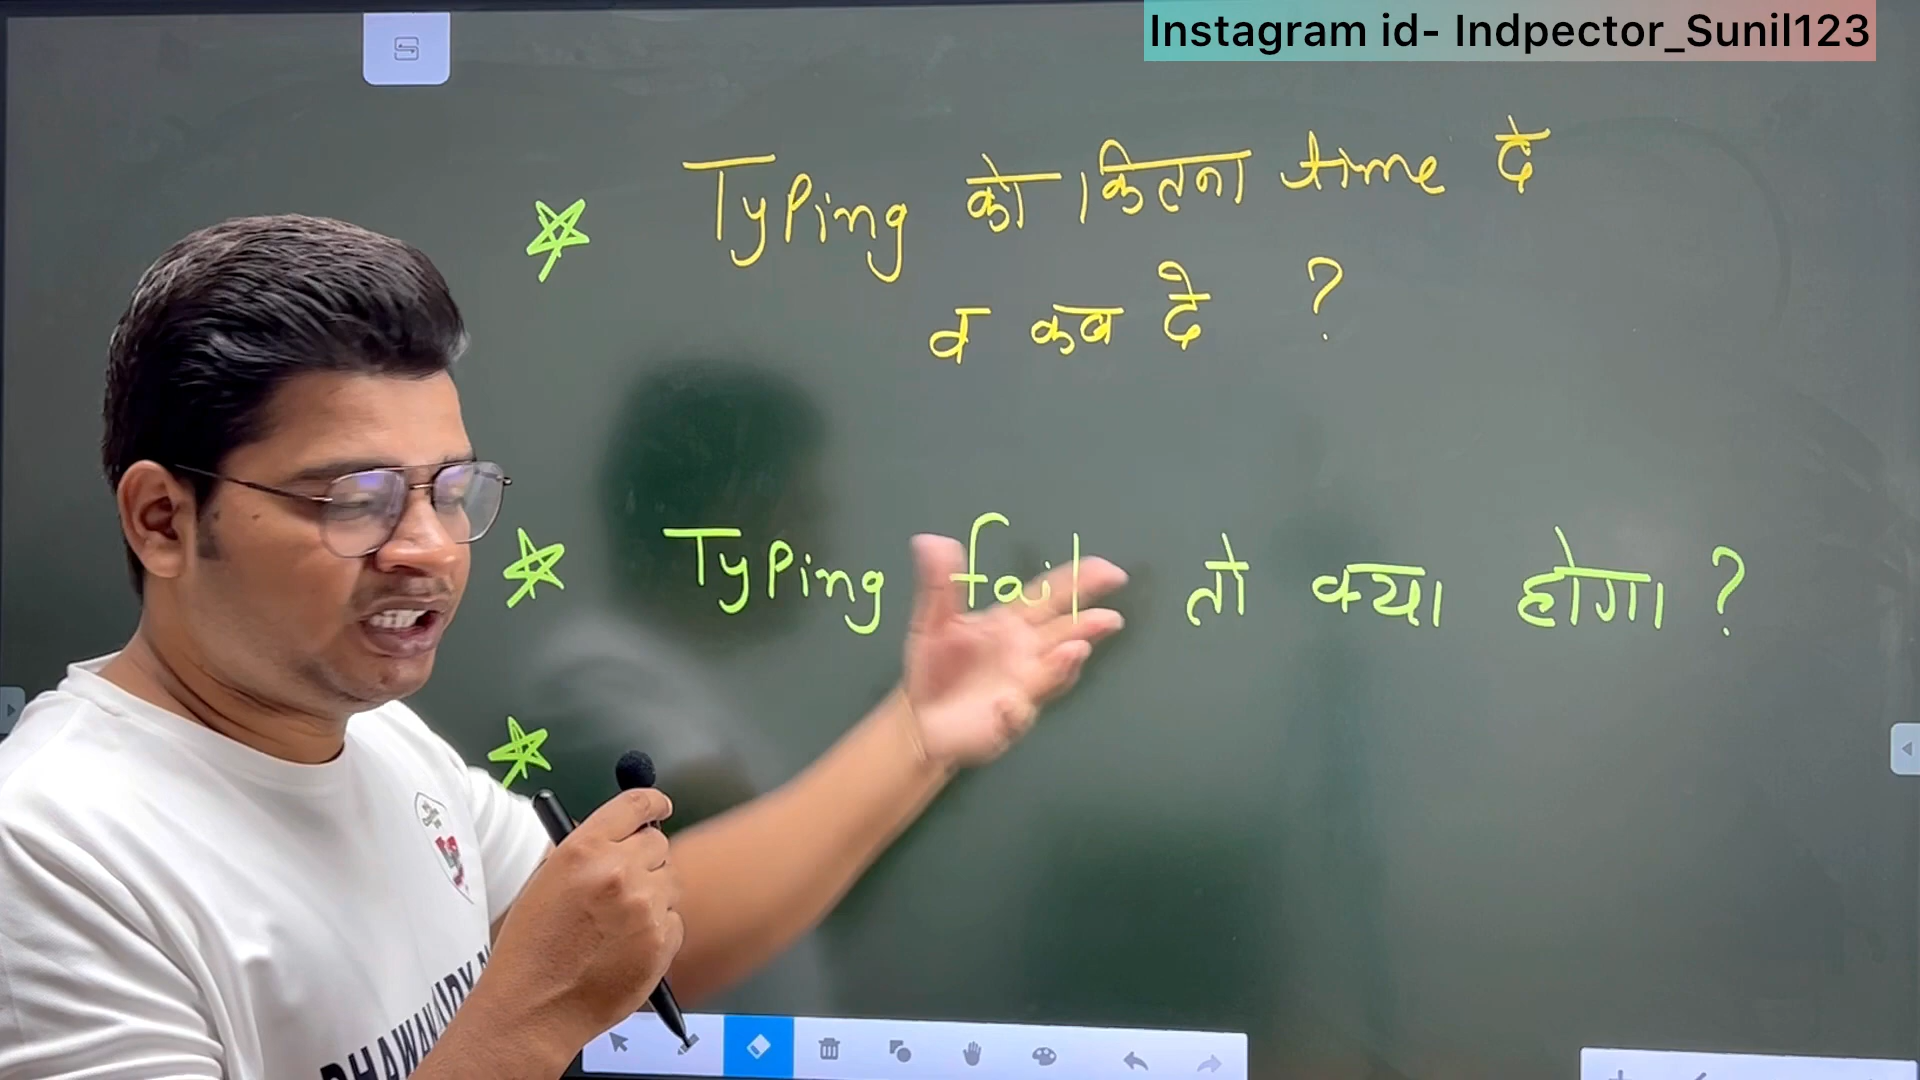 Instagram id- Indpector_Sunil123
Typing को कितना time दे
व कब दे ?
Typing fail तो क्या होगा ?